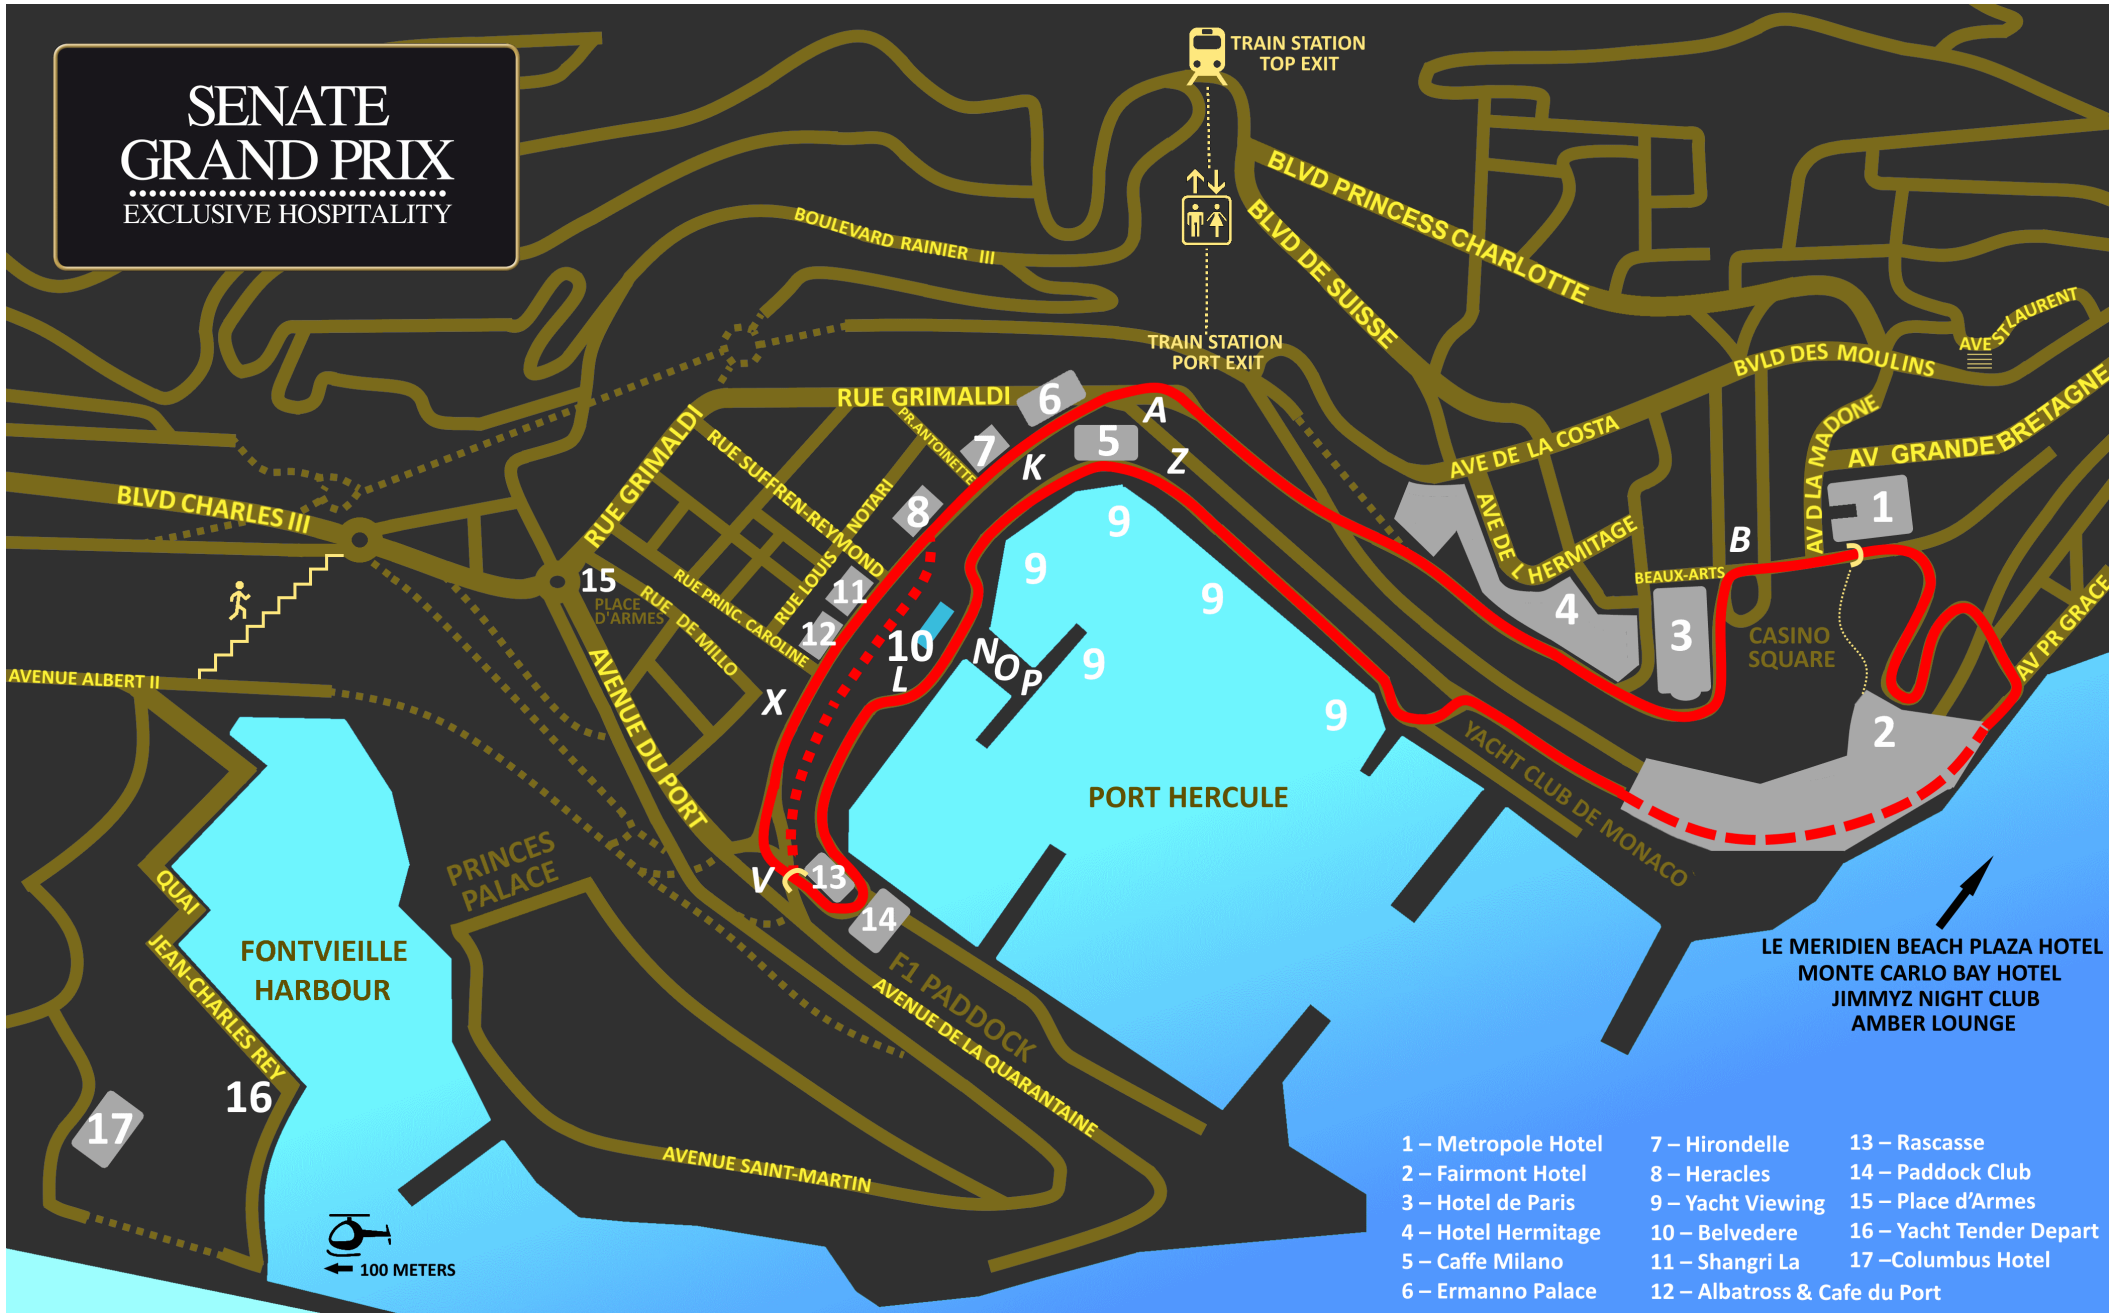 SENATE
GRAND PRIX
EXCLUSIVE HOSPITALITY
TRAIN STATION
TOP EXIT
BLVD PRINCESS CHARLOTTE
BLVD DE SUISSE
BOULEVARD RAINIER III
TRAIN STATION
PORT EXIT
AVE ST LAURENT
BVLD DES MOULINS
AV GRANDE BRETAGNE
AV D LA MADONE
AVE DE LA COSTA
AVE DE L HERMITAGE
BEAUX-ARTS
AV PR GRACE
RUE GRIMALDI
RUE GRIMALDI
PR.ANTOINETTE
RUE SUFFREN-REYMOND
RUE LOUIS NOTARI
RUE PRINC. CAROLINE
RUE DE MILLO
BLVD CHARLES III
15
PLACE
D'ARMES
AVENUE ALBERT II
AVENUE DU PORT
6
A
5
Z
7
K
8
11
12
10
L
N
O
P
X
V
13
14
9
9
9
9
9
1
B
4
3
CASINO
SQUARE
2
PORT HERCULE
YACHT CLUB DE MONACO
PRINCES
PALACE
QUAI
JEAN-CHARLES REY
FONTVIEILLE
HARBOUR
F1 PADDOCK
AVENUE DE LA QUARANTAINE
AVENUE SAINT-MARTIN
16
17
100 METERS
LE MERIDIEN BEACH PLAZA HOTEL
MONTE CARLO BAY HOTEL
JIMMYZ NIGHT CLUB
AMBER LOUNGE
1 – Metropole Hotel
2 – Fairmont Hotel
3 – Hotel de Paris
4 – Hotel Hermitage
5 – Caffe Milano
6 – Ermanno Palace
7 – Hirondelle
8 – Heracles
9 – Yacht Viewing
10 – Belvedere
11 – Shangri La
12 – Albatross & Cafe du Port
13 – Rascasse
14 – Paddock Club
15 – Place d'Armes
16 – Yacht Tender Depart
17 –Columbus Hotel